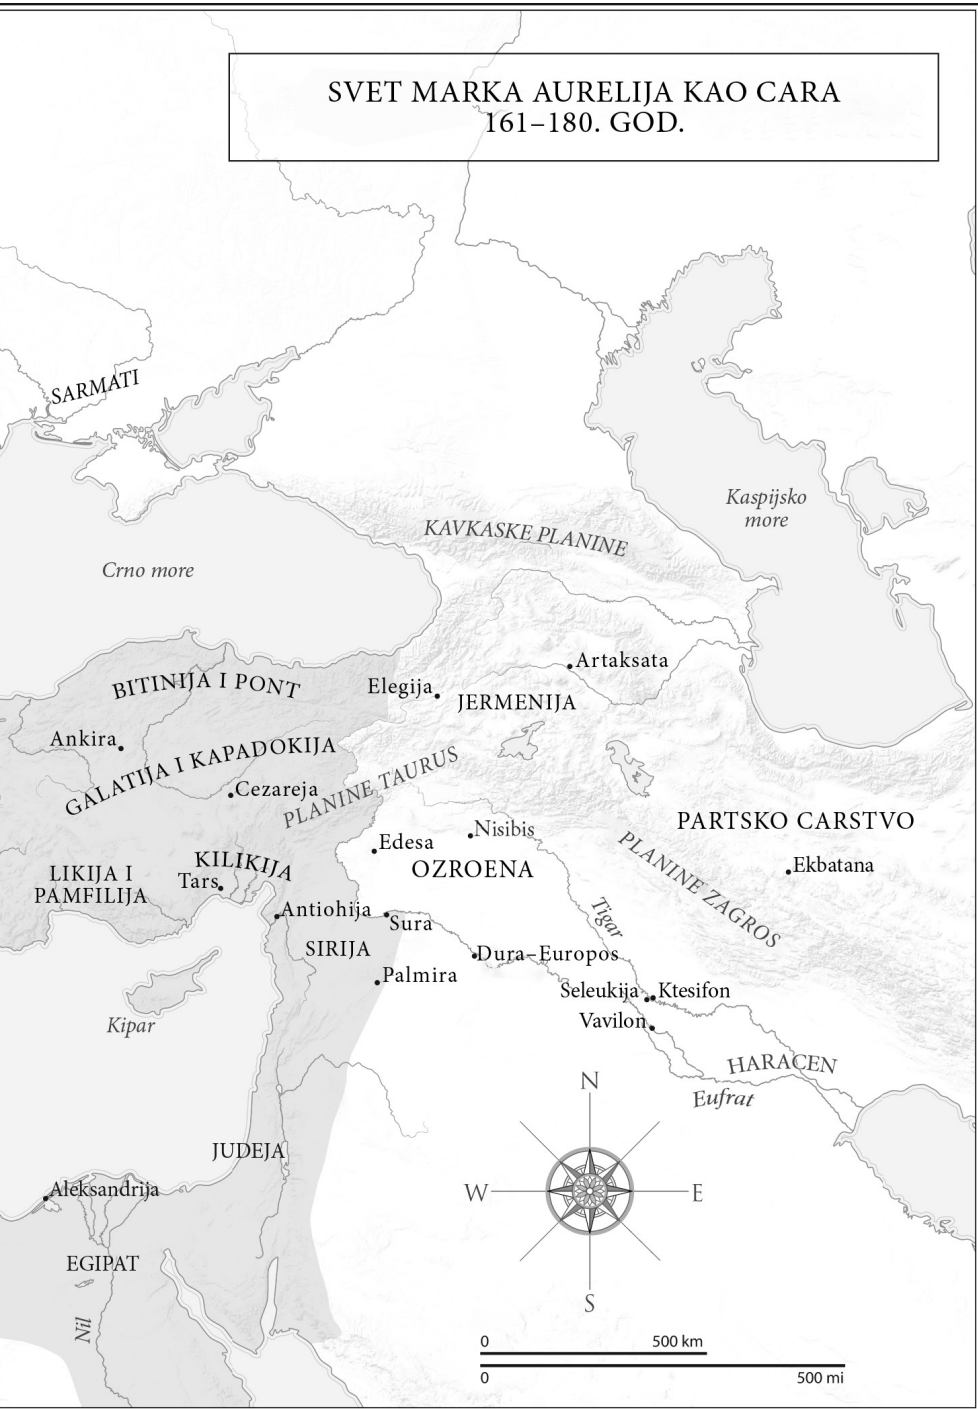 SVET MARKA AURELIJA KAO CARA
161–180. GOD.
SARMATI
Kaspijsko
more
KAVKASKE PLANINE
Crno more
Artaksata
BITINIJA I PONT
Elegija
JERMENIJA
Ankira
GALATIJA I KAPADOKIJA
Cezareja
PLANINE TAURUS
PARTSKO CARSTVO
Nisibis
Edesa
PLANINE ZAGROS
Ekbatana
OZROENA
KILIKIJA
LIKIJA I
PAMFILIJA
Tars
Antiohija
Sura
Tigar
SIRIJA
Dura–Europos
Palmira
Seleukija
Ktesifon
Kipar
Vavilon
HARACEN
Eufrat
N
W
E
S
JUDEJA
Aleksandrija
EGIPAT
Nil
0 500 km
0 500 mi